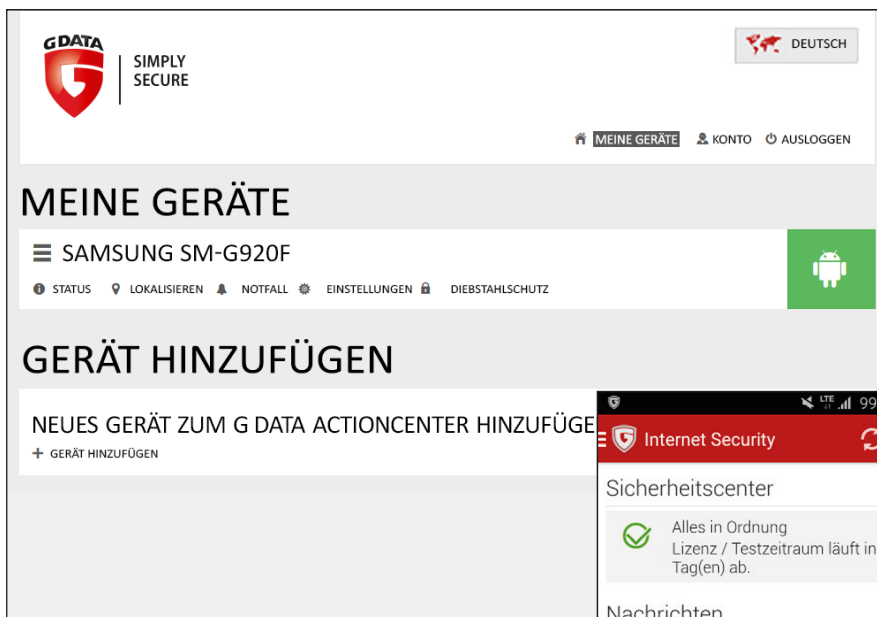 G DATA
SIMPLY
SECURE
DEUTSCH
MEINE GERÄTE KONTO AUSLOGGEN
MEINE GERÄTE
SAMSUNG SM-G920F
STATUS LOKALISIEREN NOTFALL EINSTELLUNGEN DIEBSTAHLSCHUTZ
GERÄT HINZUFÜGEN
NEUES GERÄT ZUM G DATA ACTIONCENTER HINZUFÜGE
+ GERÄT HINZUFÜGEN
LTE 99
Internet Security
Sicherheitscenter
Alles in Ordnung
Lizenz / Testzeitraum läuft in
Tag(en) ab.
Nachrichten